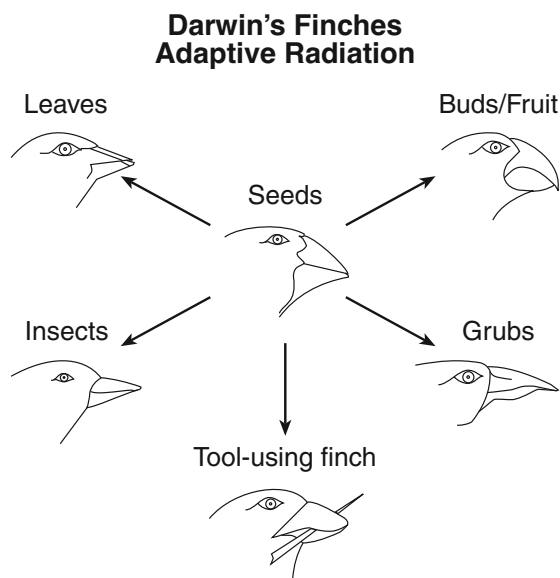 Darwin’s Finches
Adaptive Radiation
Leaves
Buds/Fruit
Seeds
Insects
Grubs
Tool-using finch